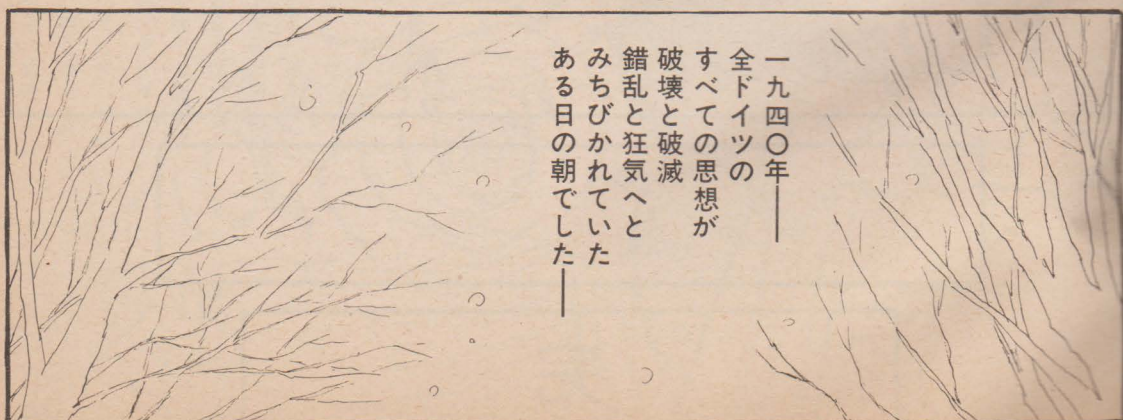 一九四〇年――
全ドイツの
すべての思想が
破壊と破滅
錯乱と狂気へと
みちびかれていた
ある日の朝でした――